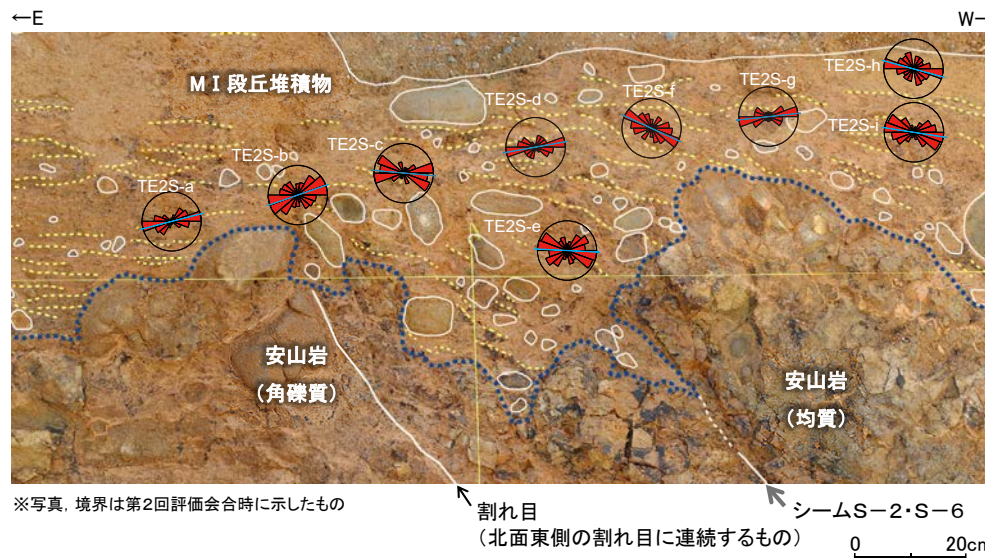 ←E
W
MⅠ段丘堆積物
TE2S-h
TE2S-g
TE2S-f
TE2S-d
TE2S-i
TE2S-c
TE2S-b
TE2S-a
TE2S-e
安山岩
（角礫質）
安山岩
（均質）
※写真，境界は第２回評価会合時に示したもの
割れ目
（北面東側の割れ目に連続するもの）
シームＳ－２・Ｓ－６
0 20cm